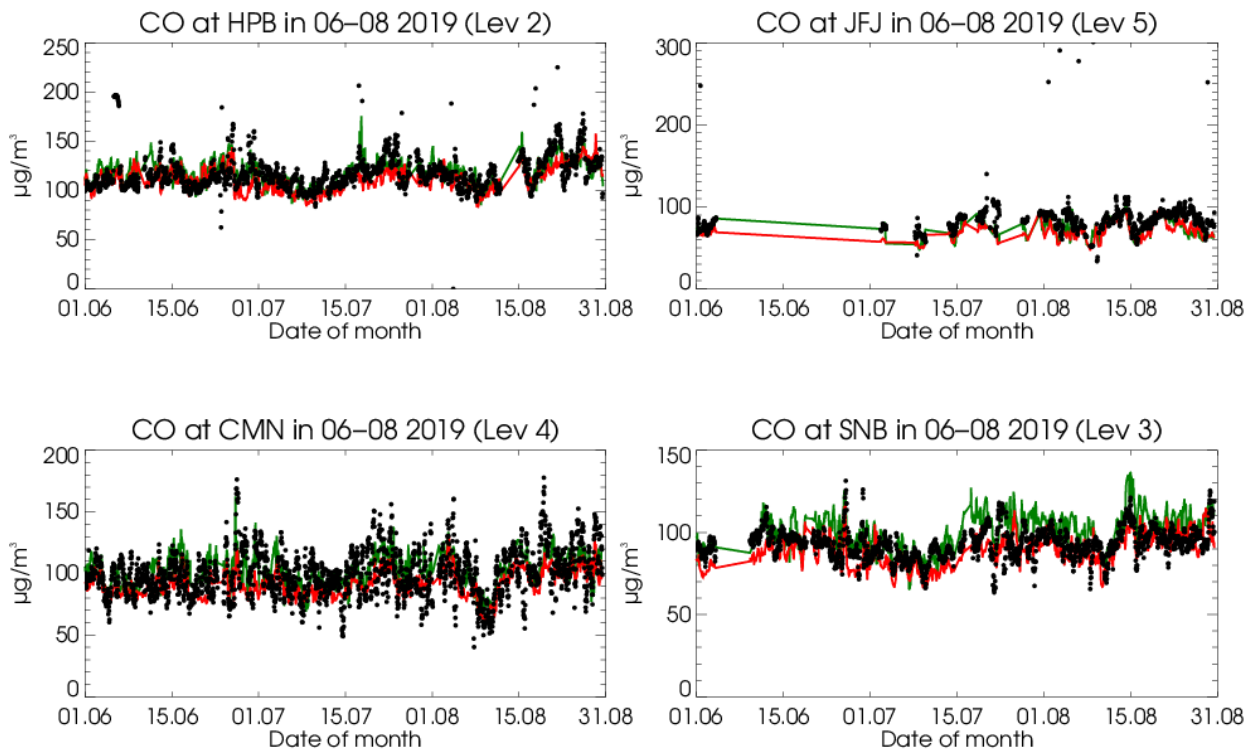 CO at HPB in 06–08 2019 (Lev 2)
250
200
150
100
50
0
µg/m³
01.06 15.06 01.07 15.07 01.08 15.08 31.08
Date of month
CO at JFJ in 06–08 2019 (Lev 5)
300
200
100
0
µg/m³
01.06 15.06 01.07 15.07 01.08 15.08 31.08
Date of month
CO at CMN in 06–08 2019 (Lev 4)
200
150
100
50
0
µg/m³
01.06 15.06 01.07 15.07 01.08 15.08 31.08
Date of month
CO at SNB in 06–08 2019 (Lev 3)
150
100
50
0
µg/m³
01.06 15.06 01.07 15.07 01.08 15.08 31.08
Date of month